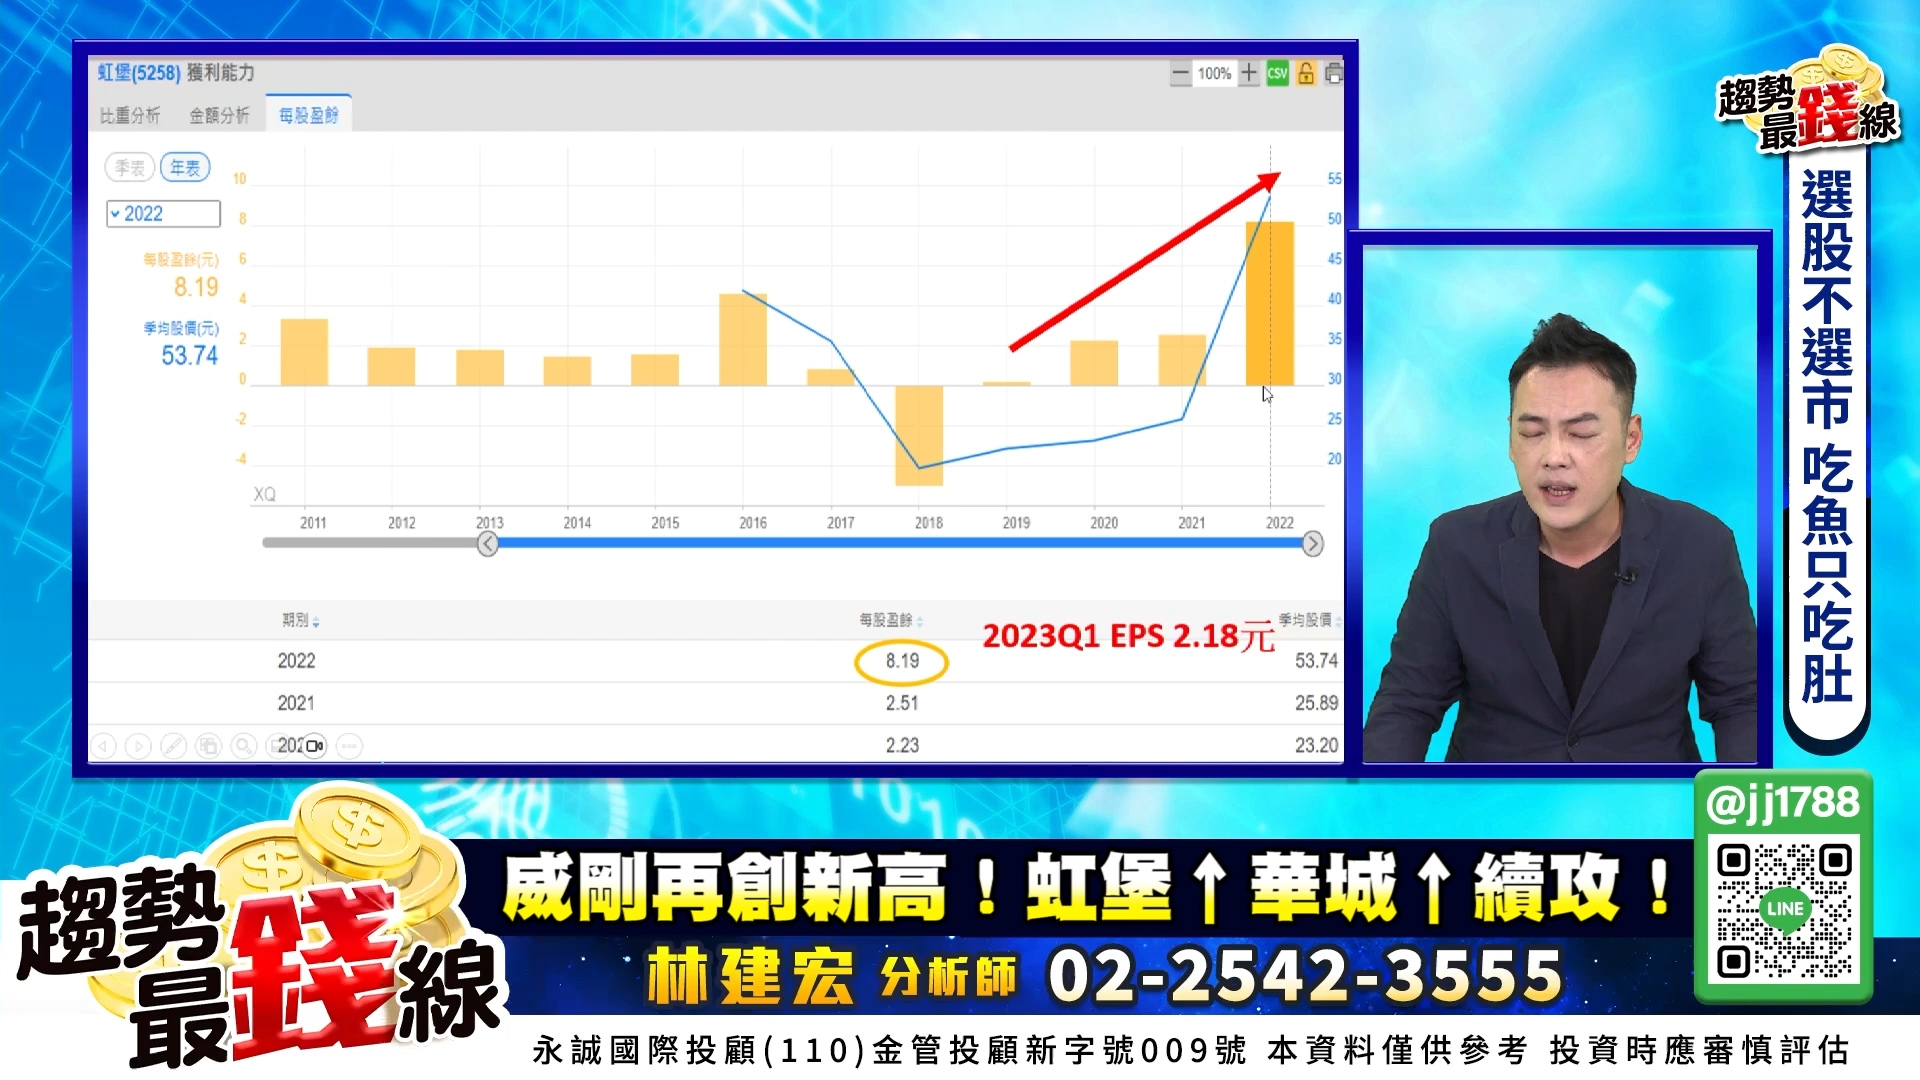 虹堡(5258) 獲利能力
100%
CSV
比重分析 金額分析 每股盈餘
季表 年表
2022
每股盈餘(元)
8.19
季均股價(元)
53.74
10
8
6
4
2
0
-2
-4
55
50
45
40
35
30
25
20
XQ
2011 2012 2013 2014 2015 2016 2017 2018 2019 2020 2021 2022
期別 每股盈餘 季均股價
2023Q1 EPS 2.18元
2022 8.19 53.74
2021 2.51 25.89
202 2.23 23.20
趨勢
最錢線
選股不選市 吃魚只吃肚
@jj1788
LINE
趨勢
最錢線
威剛再創新高！虹堡↑華城↑續攻！
林建宏 分析師 02-2542-3555
永誠國際投顧(110)金管投顧新字號009號 本資料僅供參考 投資時應審慎評估